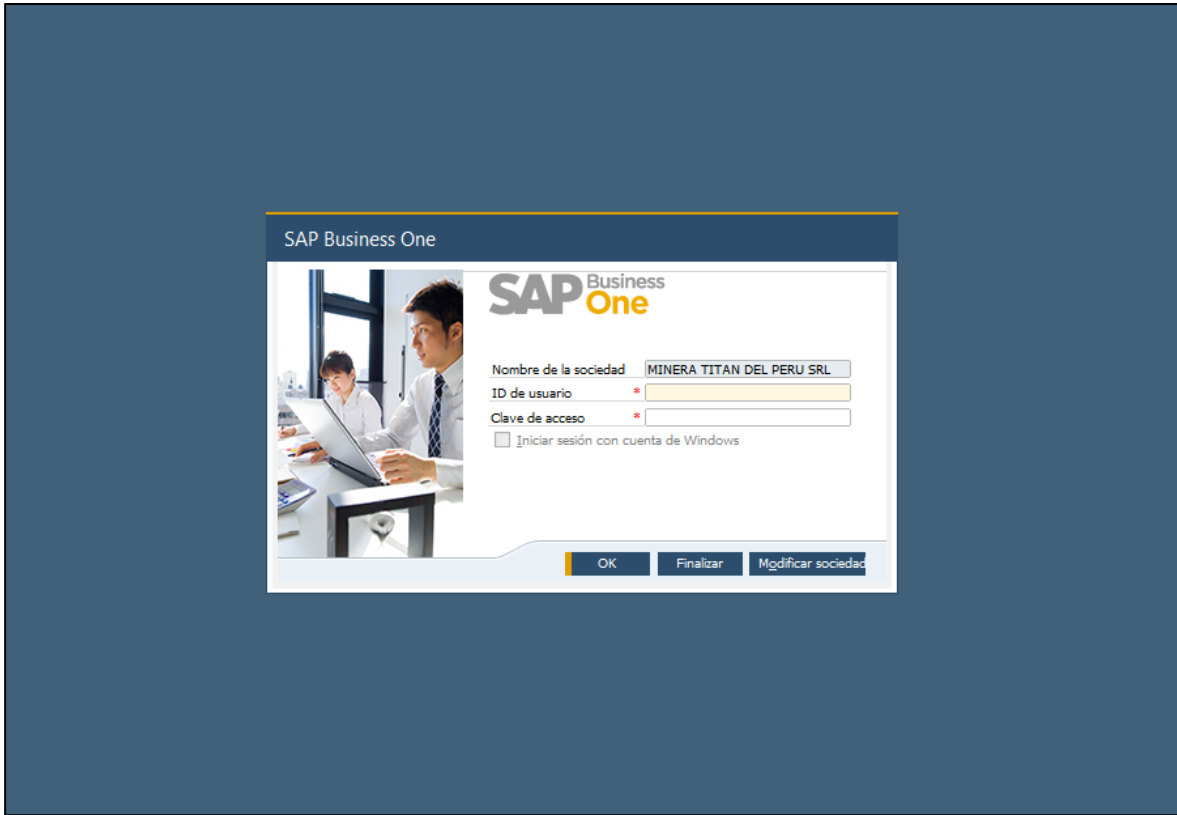 SAP Business One
SAP Business One
Nombre de la sociedad MINERA TITAN DEL PERU SRL
ID de usuario *
Clave de acceso *
Iniciar sesión con cuenta de Windows
OK Finalizar Modificar sociedad